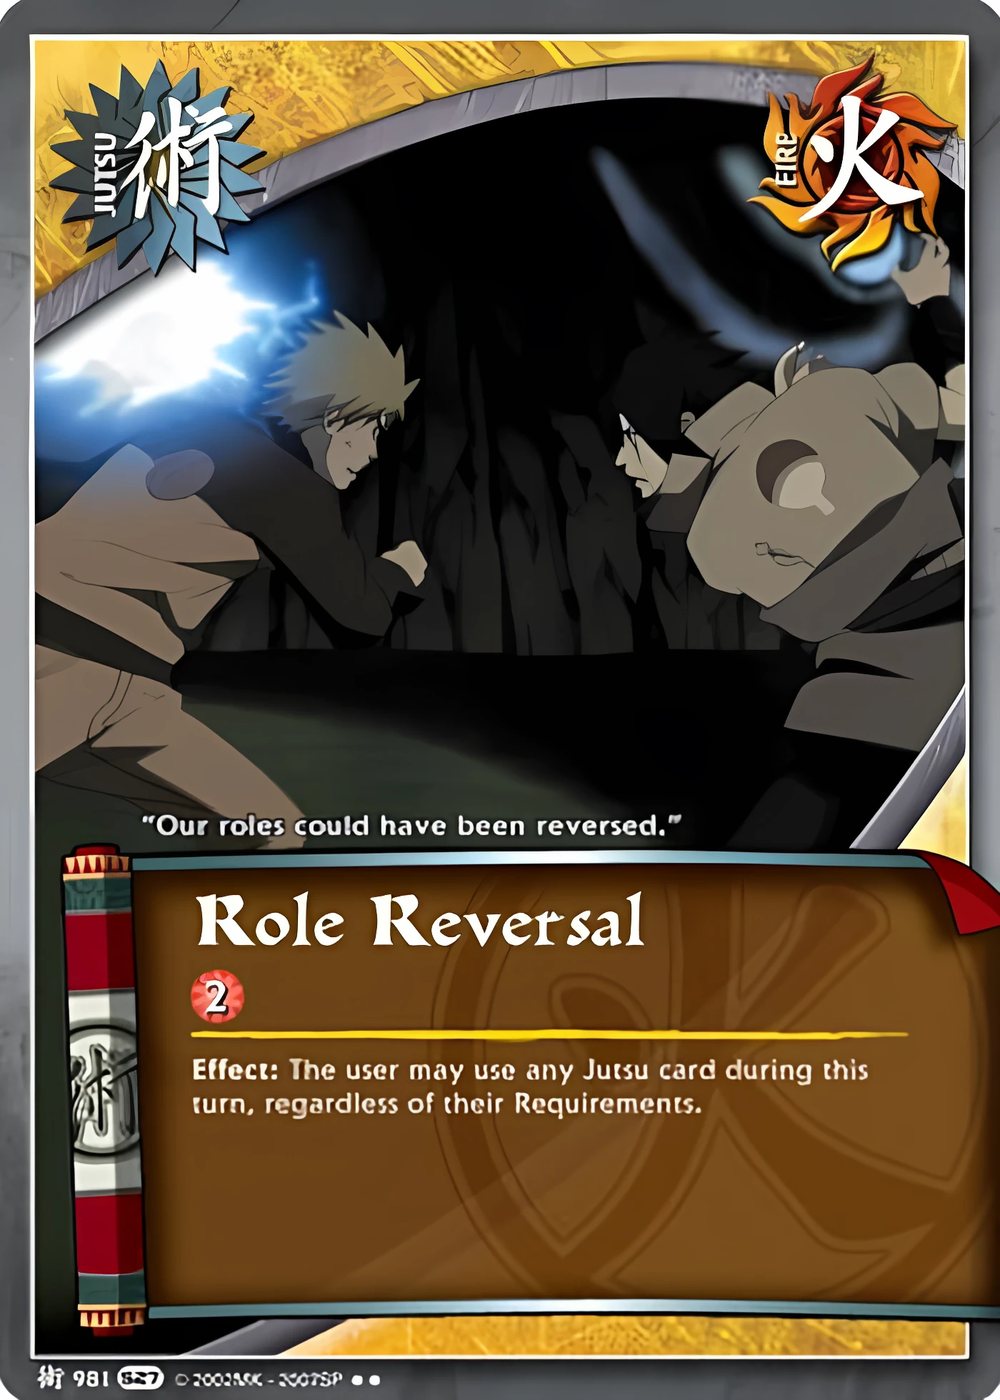 JUTSU 術
FIRE 火
"Our roles could have been reversed."
Role Reversal
2
Effect: The user may use any Jutsu card during this
turn, regardless of their Requirements.
術
術 981